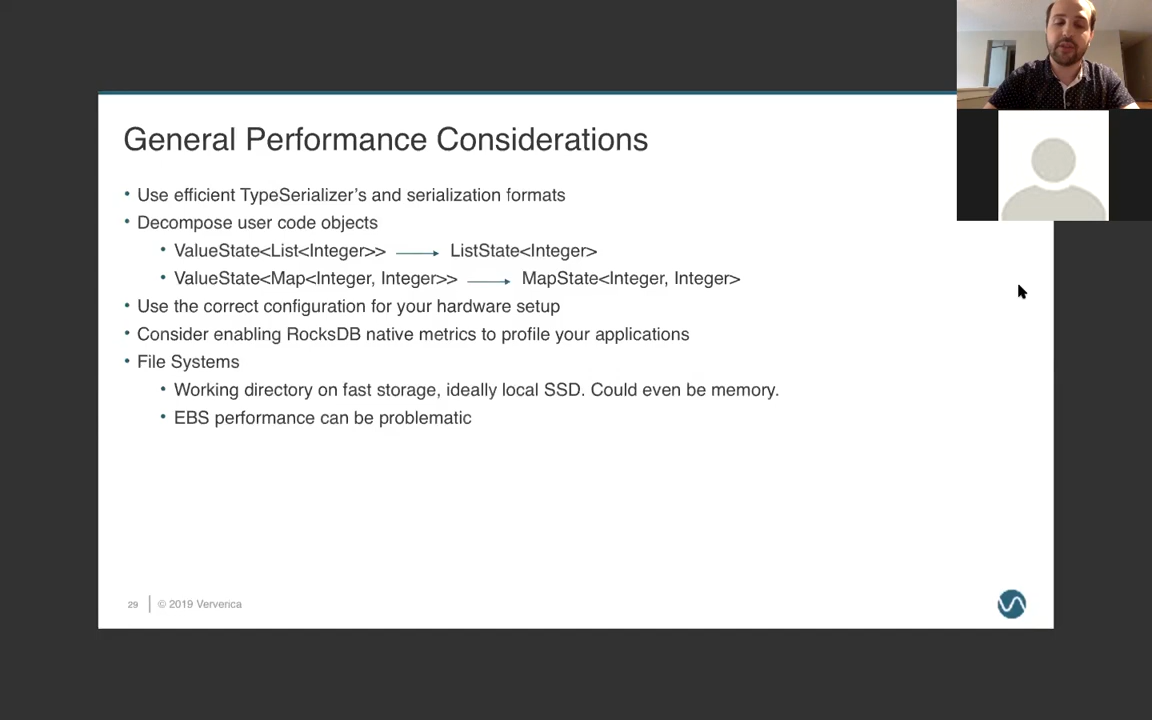 General Performance Considerations
• Use efficient TypeSerializer's and serialization formats
• Decompose user code objects
• ValueState<List<Integer>> → ListState<Integer>
• ValueState<Map<Integer, Integer>> → MapState<Integer, Integer>
• Use the correct configuration for your hardware setup
• Consider enabling RocksDB native metrics to profile your applications
• File Systems
• Working directory on fast storage, ideally local SSD. Could even be memory.
• EBS performance can be problematic
29 | © 2019 Ververica